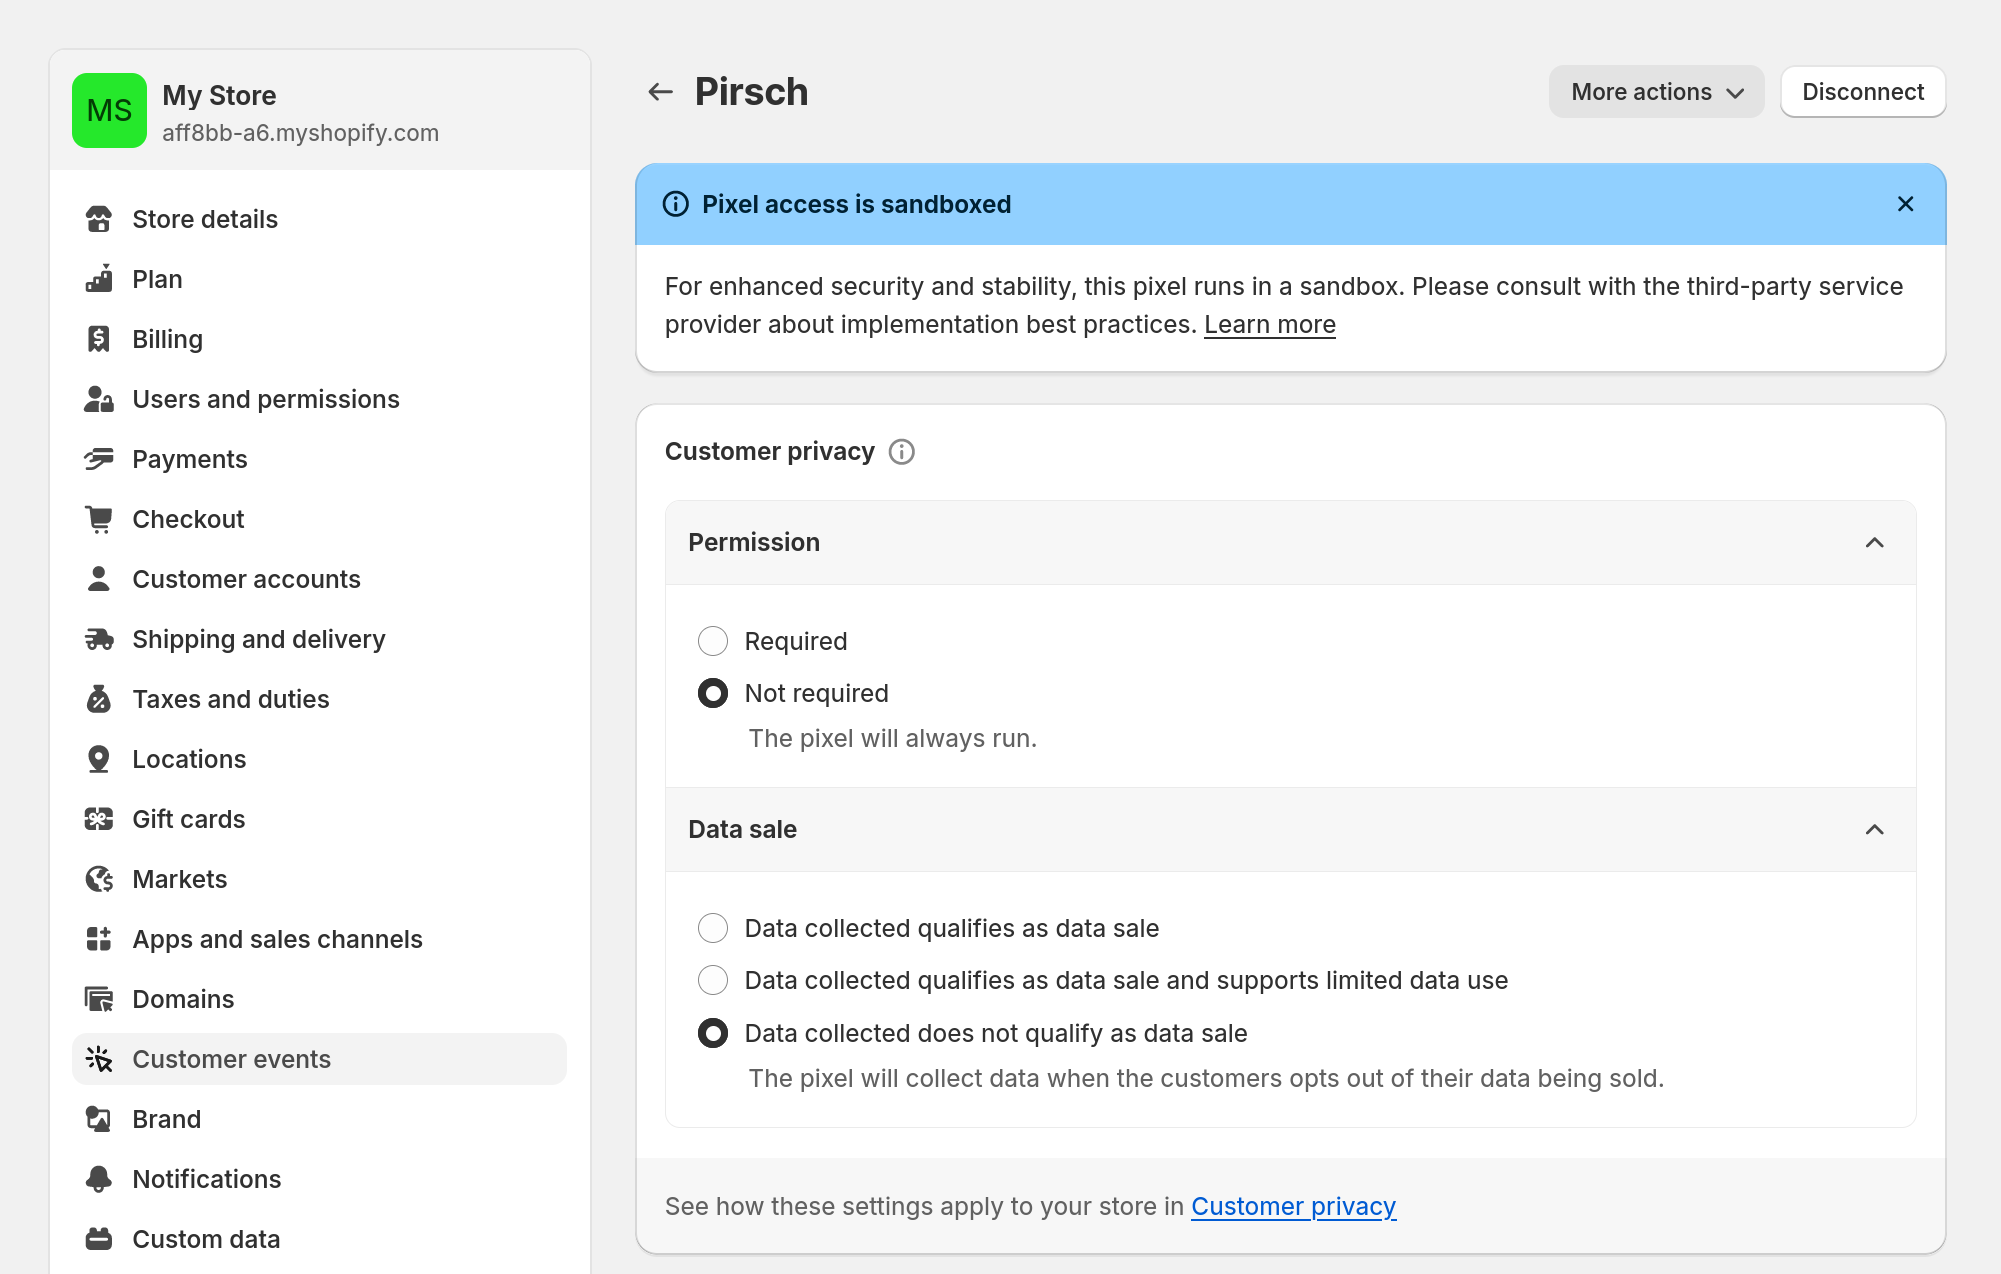 MS
My Store
aff8bb-a6.myshopify.com
Store details
Plan
Billing
Users and permissions
Payments
Checkout
Customer accounts
Shipping and delivery
Taxes and duties
Locations
Gift cards
Markets
Apps and sales channels
Domains
Customer events
Brand
Notifications
Custom data
Pirsch
More actions
Disconnect
Pixel access is sandboxed
For enhanced security and stability, this pixel runs in a sandbox. Please consult with the third-party service
provider about implementation best practices. Learn more
Customer privacy
Permission
Required
Not required
The pixel will always run.
Data sale
Data collected qualifies as data sale
Data collected qualifies as data sale and supports limited data use
Data collected does not qualify as data sale
The pixel will collect data when the customers opts out of their data being sold.
See how these settings apply to your store in Customer privacy